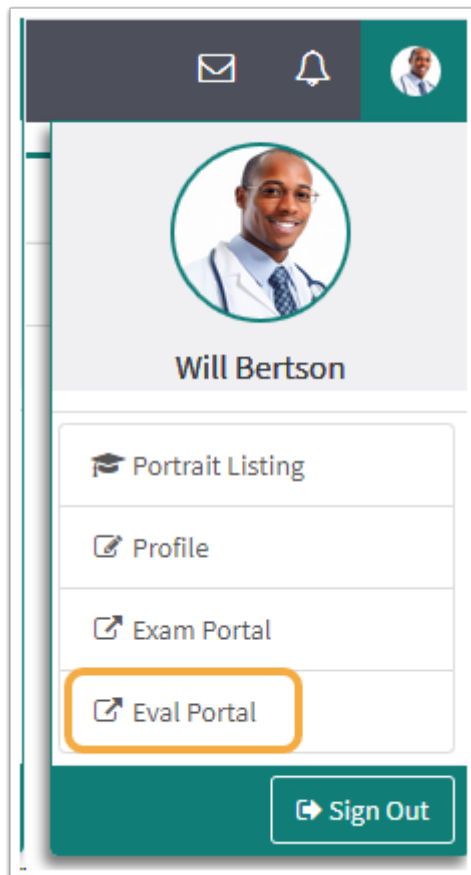 Will Bertson
Portrait Listing
Profile
Exam Portal
Eval Portal
Sign Out